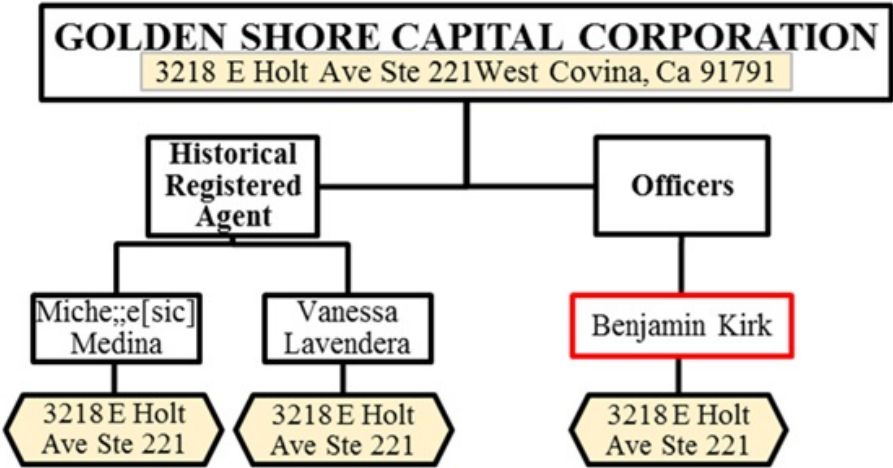 GOLDEN SHORE CAPITAL CORPORATION
3218 E Holt Ave Ste 221West Covina, Ca 91791
Historical
Registered
Agent
Officers
Miche;;e[sic]
Medina
Vanessa
Lavendera
Benjamin Kirk
3218 E Holt
Ave Ste 221
3218 E Holt
Ave Ste 221
3218 E Holt
Ave Ste 221